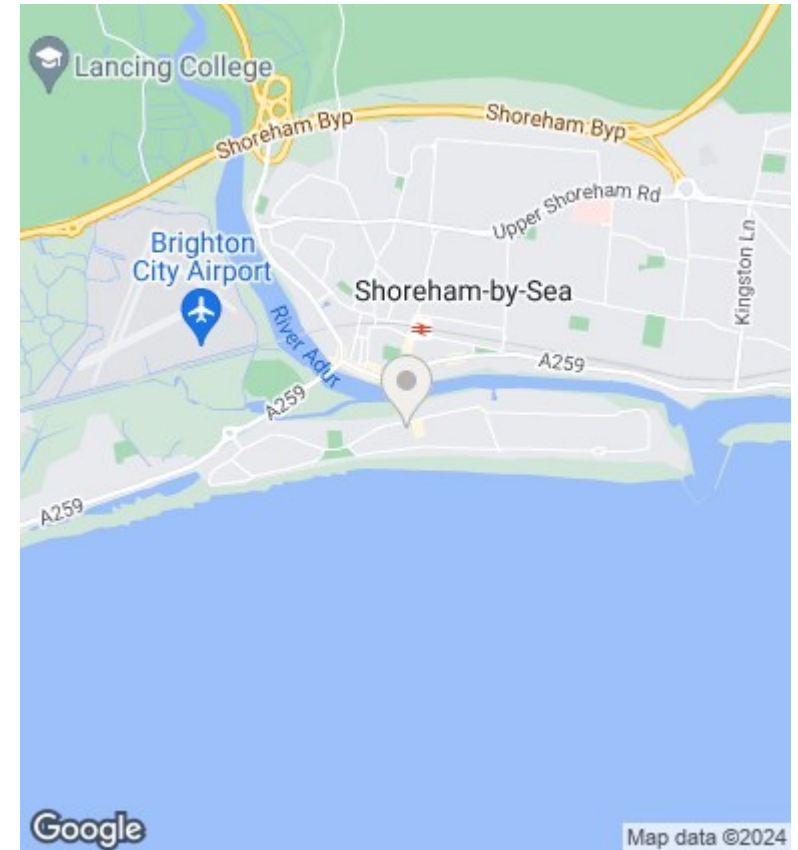 Lancing College
Shoreham Byp
Shoreham Byp
Upper Shoreham Rd
Kingston Ln
Brighton
City Airport
Shoreham-by-Sea
River Adur
A259
A259
A259
Google
Map data ©2024